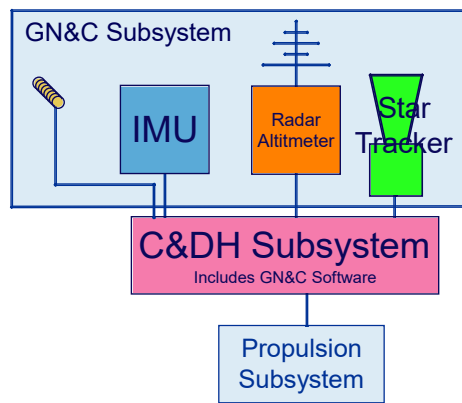 GN&C Subsystem
IMU
Radar
Altitmeter
Star
Tracker
C&DH Subsystem
Includes GN&C Software
Propulsion
Subsystem